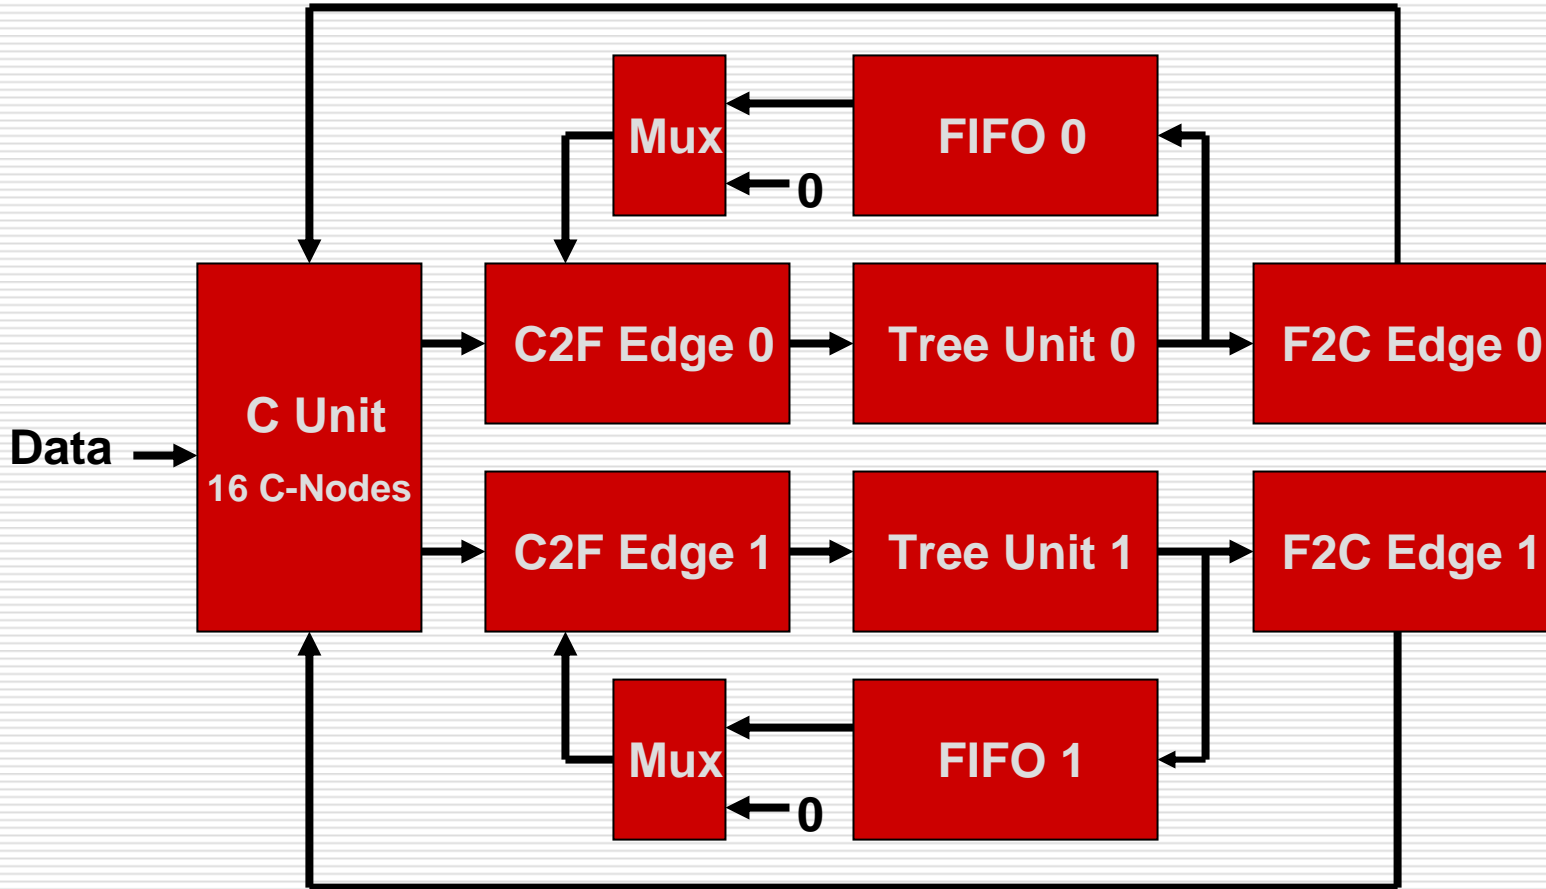 Mux
FIFO 0
0
C2F Edge 0
Tree Unit 0
F2C Edge 0
Data
C Unit
16 C-Nodes
C2F Edge 1
Tree Unit 1
F2C Edge 1
Mux
FIFO 1
0